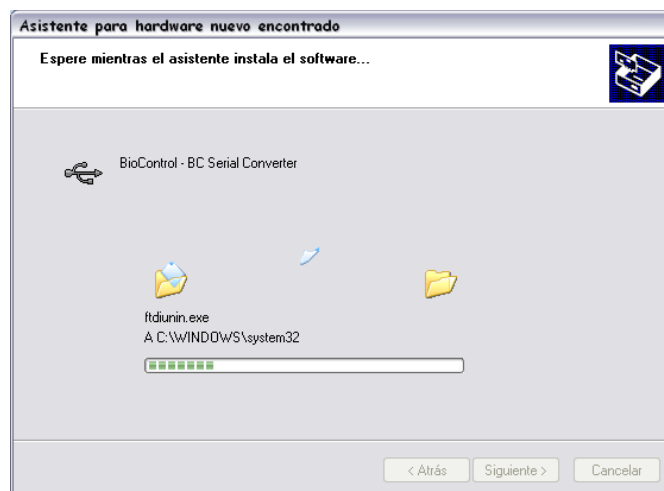 Asistente para hardware nuevo encontrado
Espere mientras el asistente instala el software...
BioControl - BC Serial Converter
ftdiunin.exe
A C:\WINDOWS\system32
< Atrás
Siguiente >
Cancelar